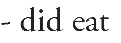 - did eat